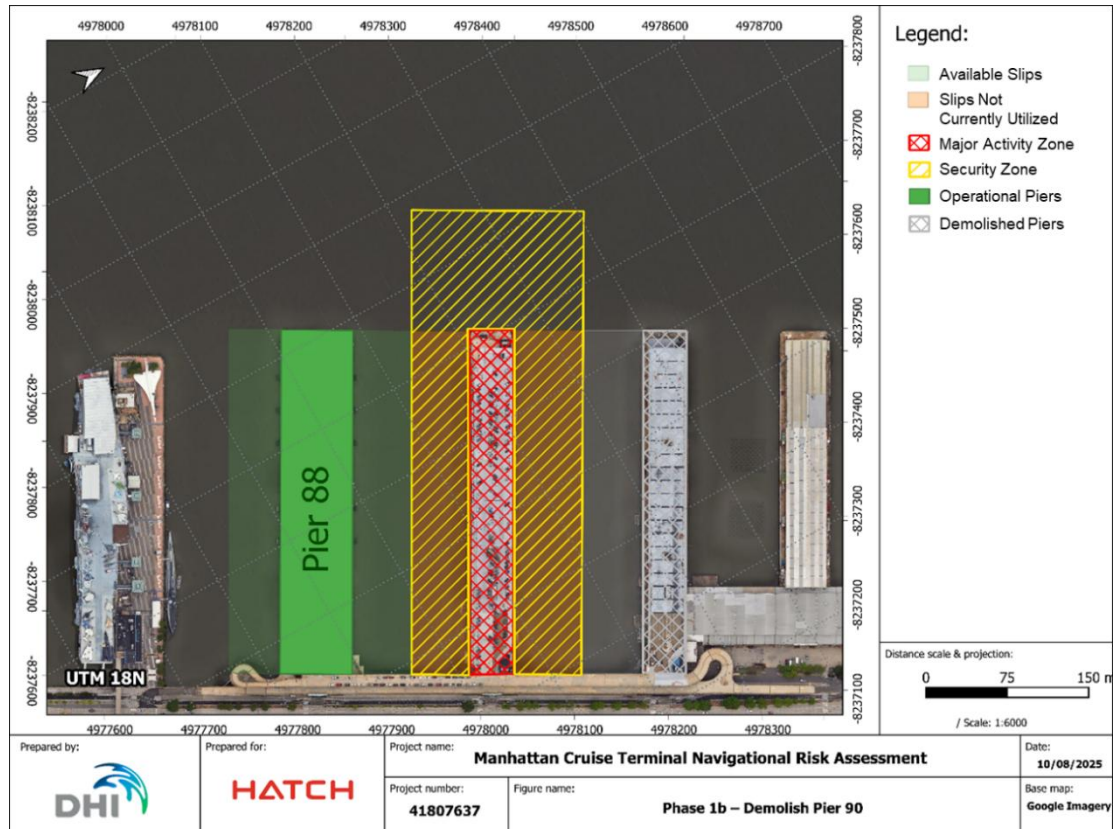 4978000 4978100 4978200 4978300 4978400 4978500 4978600 4978700
-8238200
-8238100
-8238000
-8237900
-8237800
-8237700
-8237600
-8237800
-8237700
-8237600
-8237500
-8237400
-8237300
-8237200
-8237100
Pier 88
UTM 18N
4977600 4977700 4977800 4977900 4978000 4978100 4978200 4978300
Legend:
Available Slips
Slips Not
Currently Utilized
Major Activity Zone
Security Zone
Operational Piers
Demolished Piers
Distance scale & projection:
0 75 150 m
/ Scale: 1:6000
Prepared by:
DHI
Prepared for:
HATCH
Project name:
Manhattan Cruise Terminal Navigational Risk Assessment
Project number:
41807637
Figure name:
Phase 1b – Demolish Pier 90
Date:
10/08/2025
Base map:
Google Imagery